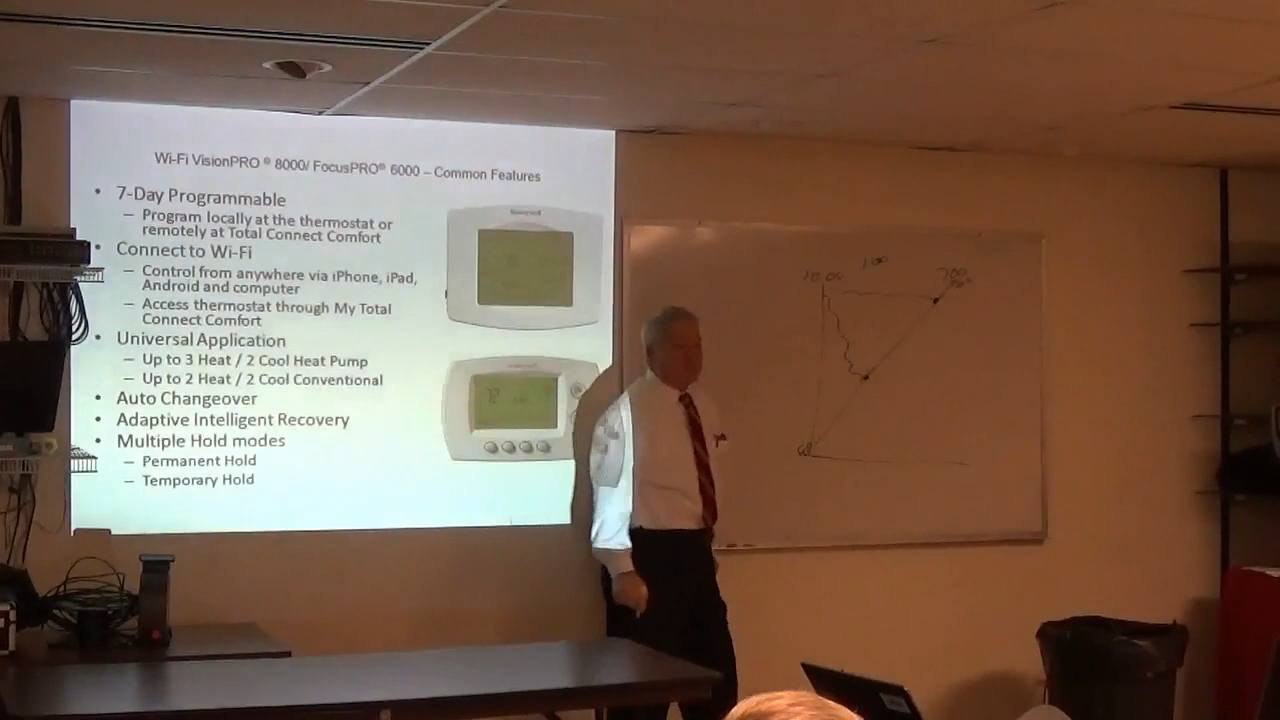 Wi-Fi VisionPRO ® 8000/ FocusPRO® 6000 – Common Features
• 7-Day Programmable
– Program locally at the thermostat or
remotely at Total Connect Comfort
• Connect to Wi-Fi
– Control from anywhere via iPhone, iPad,
Android and computer
– Access thermostat through My Total
Connect Comfort
• Universal Application
– Up to 3 Heat / 2 Cool Heat Pump
– Up to 2 Heat / 2 Cool Conventional
• Auto Changeover
• Adaptive Intelligent Recovery
• Multiple Hold modes
– Permanent Hold
– Temporary Hold
Honeywell
72
100